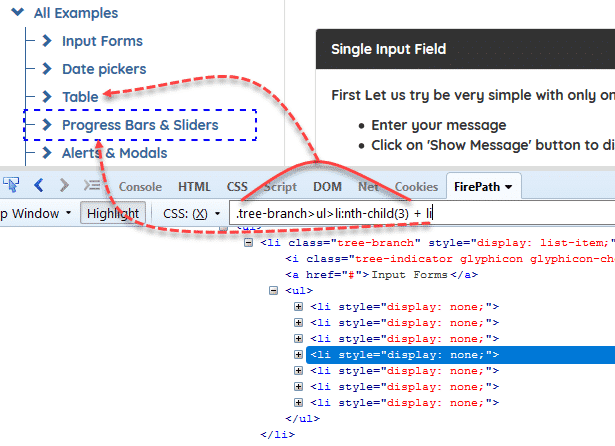 All Examples
Input Forms
Date pickers
Table
Progress Bars & Sliders
Alerts & Modals
Single Input Field
First Let us try be very simple with only on
Enter your message
Click on 'Show Message' button to di
Console HTML CSS Script DOM Net Cookies FirePath
p Window Highlight CSS: (X) .tree-branch>ul>li:nth-child(3) + li
<li class="tree-branch" style="display: list-item;"
<i class="tree-indicator glyphicon glyphicon-ch
<a href="#">Input Forms</a>
<ul>
<li style="display: none;">
<li style="display: none;">
<li style="display: none;">
<li style="display: none;">
<li style="display: none;">
<li style="display: none;">
<li style="display: none;">
</ul>
</li>